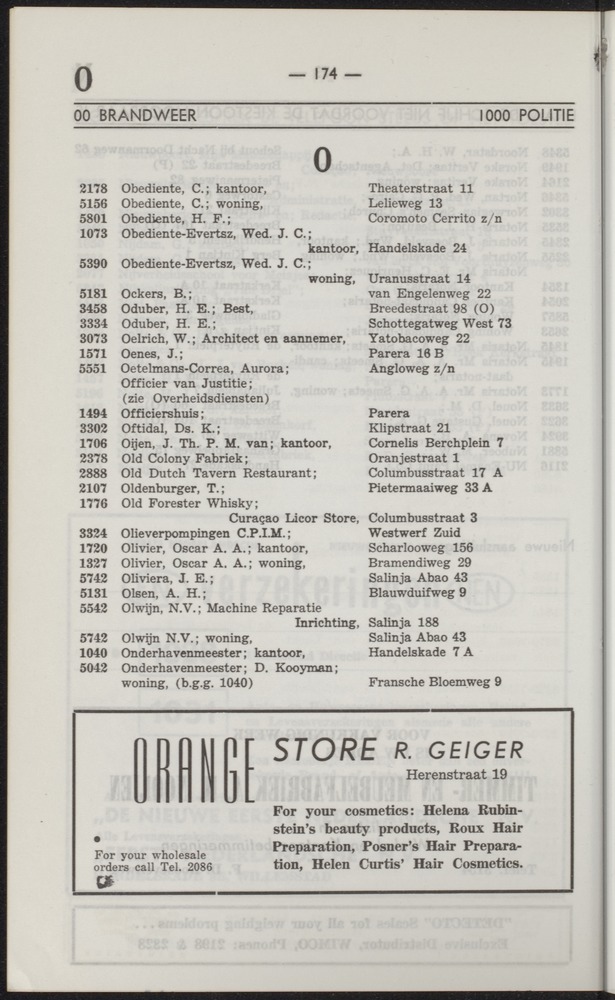 O
— 174 —
00 BRANDWEER 1000 POLITIE
O
2178 Obediente, C.; kantoor, Theaterstraat 11
5156 Obediente, C.; woning, Lelieweg 13
5801 Obediente, H. F.; Coromoto Cerrito z/n
1073 Obediente-Evertsz, Wed. J. C.;
kantoor, Handelskade 24
5390 Obediente-Evertsz, Wed. J. C.;
woning, Uranusstraat 14
5181 Ockers, B.; van Engelenweg 22
3458 Oduber, H. E.; Best, Breedestraat 98 (O)
3334 Oduber, H. E.; Schottegatweg West 73
3073 Oelrich, W.; Architect en aannemer, Yatobacoweg 22
1571 Oenes, J.; Parera 16 B
5551 Oetelmans-Correa, Aurora; Angloweg z/n
Officier van Justitie;
(zie Overheidsdiensten)
1494 Officiershuis; Parera
3302 Oftidal, Ds. K.; Klipstraat 21
1706 Oijen, J. Th. P. M. van; kantoor, Cornelis Berchplein 7
2378 Old Colony Fabriek; Oranjestraat 1
2888 Old Dutch Tavern Restaurant; Columbusstraat 17 A
2107 Oldenburger, T.; Pietermaaiweg 33 A
1776 Old Forester Whisky;
Curaçao Licor Store, Columbusstraat 3
3324 Olieverpompingen C.P.I.M.; Westwerf Zuid
1720 Olivier, Oscar A. A.; kantoor, Scharlooweg 156
1327 Olivier, Oscar A. A.; woning, Bramendiweg 29
5742 Oliviera, J. E.; Salinja Abao 43
5131 Olsen, A. H.; Blauwduifweg 9
5542 Olwijn, N.V.; Machine Reparatie
Inrichting, Salinja 188
5742 Olwijn N.V.; woning, Salinja Abao 43
1040 Onderhavenmeester; kantoor, Handelskade 7 A
5042 Onderhavenmeester; D. Kooyman;
woning, (b.g.g. 1040) Fransche Bloemweg 9
ORANGE STORE R. GEIGER
Herenstraat 19
For your cosmetics: Helena Rubin-
stein's beauty products, Roux Hair
Preparation, Posner's Hair Prepara-
tion, Helen Curtis' Hair Cosmetics.
For your wholesale
orders call Tel. 2086